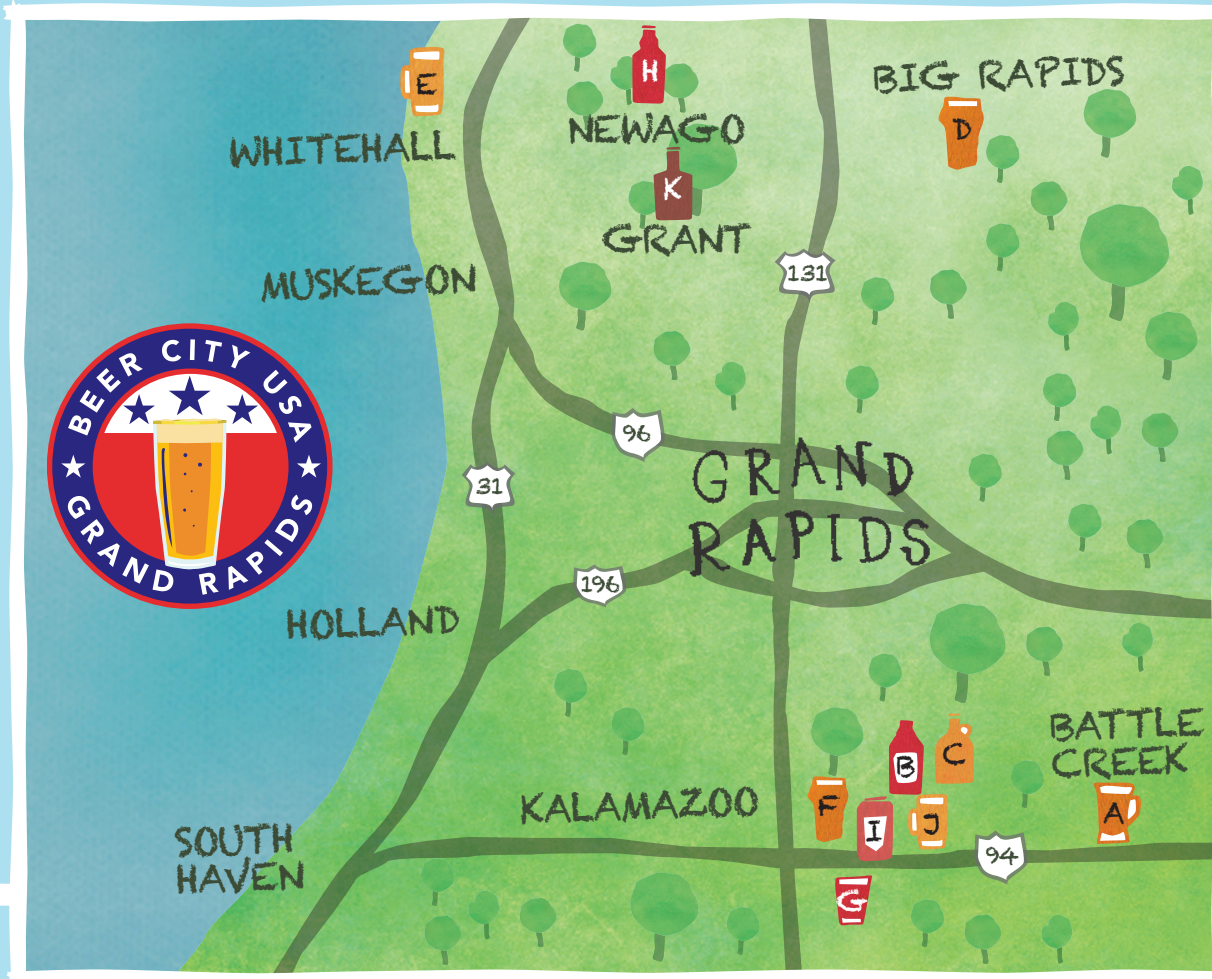 E
H
BIG RAPIDS
D
WHITEHALL
NEWAGO
K
GRANT
MUSKEGON
131
BEER CITY USA
GRAND RAPIDS
96
GRAND
RAPIDS
31
196
HOLLAND
BATTLE
CREEK
B
C
KALAMAZOO
F
I
J
A
SOUTH
HAVEN
94
G